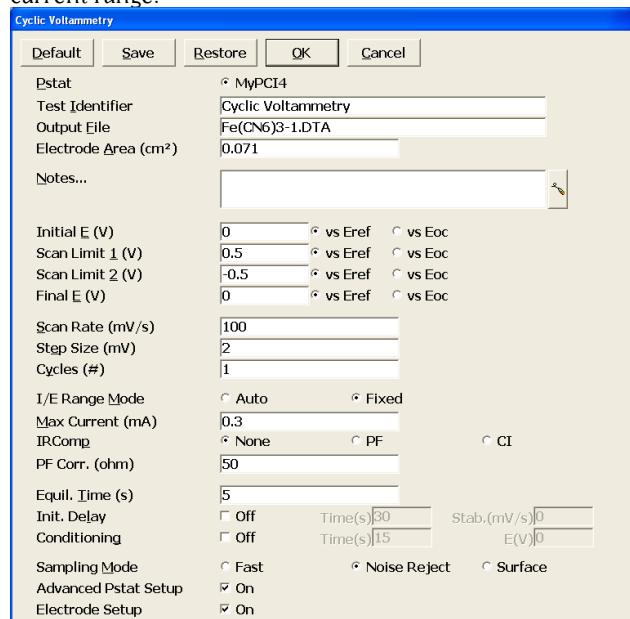 current range.
Cyclic Voltammetry
Default Save Restore OK Cancel
Pstat MyPCI4
Test Identifier Cyclic Voltammetry
Output File Fe(CN6)3-1.DTA
Electrode Area (cm²) 0.071
Notes...
Initial E (V) 0 vs Eref vs Eoc
Scan Limit 1 (V) 0.5 vs Eref vs Eoc
Scan Limit 2 (V) -0.5 vs Eref vs Eoc
Final E (V) 0 vs Eref vs Eoc
Scan Rate (mV/s) 100
Step Size (mV) 2
Cycles (#) 1
I/E Range Mode Auto Fixed
Max Current (mA) 0.3
IRComp None PF CI
PF Corr. (ohm) 50
Equil. Time (s) 5
Init. Delay Off Time(s) 30 Stab.(mV/s) 0
Conditioning Off Time(s) 15 E(V) 0
Sampling Mode Fast Noise Reject Surface
Advanced Pstat Setup On
Electrode Setup On